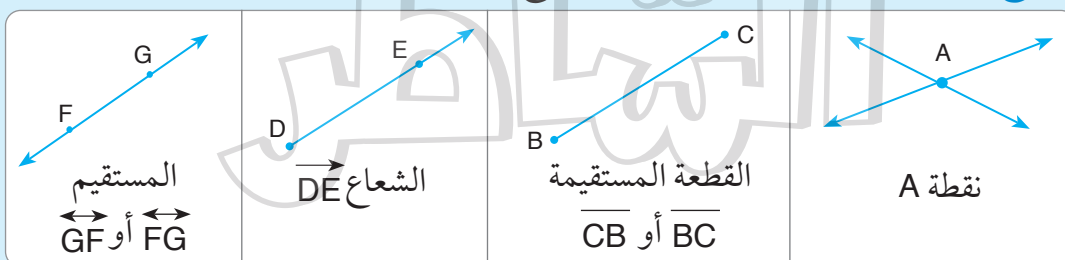 A
نقطة A
C
B
القطعة المستقيمة
BC أو CB
E
D
الشعاع DE
G
F
المستقيم
FG أو GF